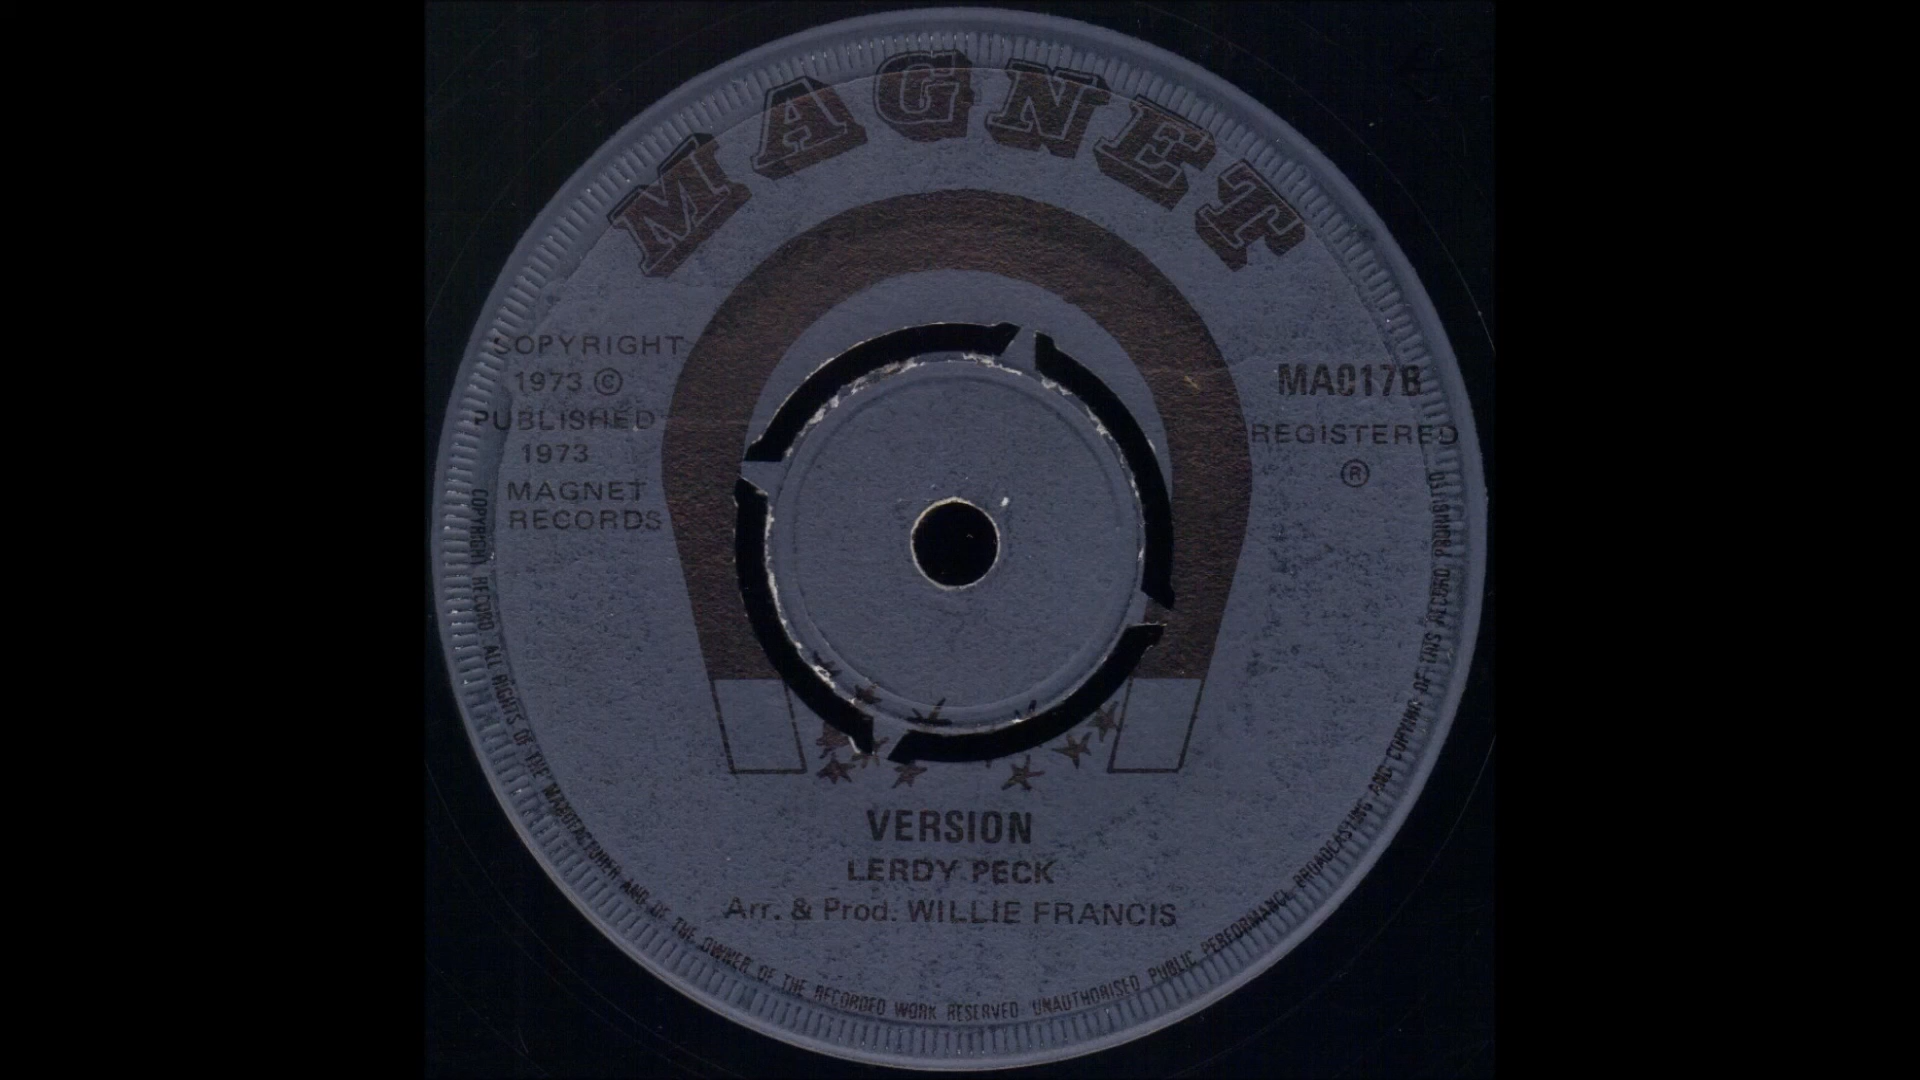 MAGNET
COPYRIGHT
1973 ©
PUBLISHED
1973
MAGNET
RECORDS
MA017B
REGISTERED
®
VERSION
LERDY PECK
Arr. & Prod. WILLIE FRANCIS
COPYRIGHT RECORD. ALL RIGHTS OF THE MANUFACTURER AND OF THE OWNER OF THE RECORDED WORK RESERVED UNAUTHORISED PUBLIC PERFORMANCE BROADCASTING AND COPYING OF THIS RECORD PROHIBITED